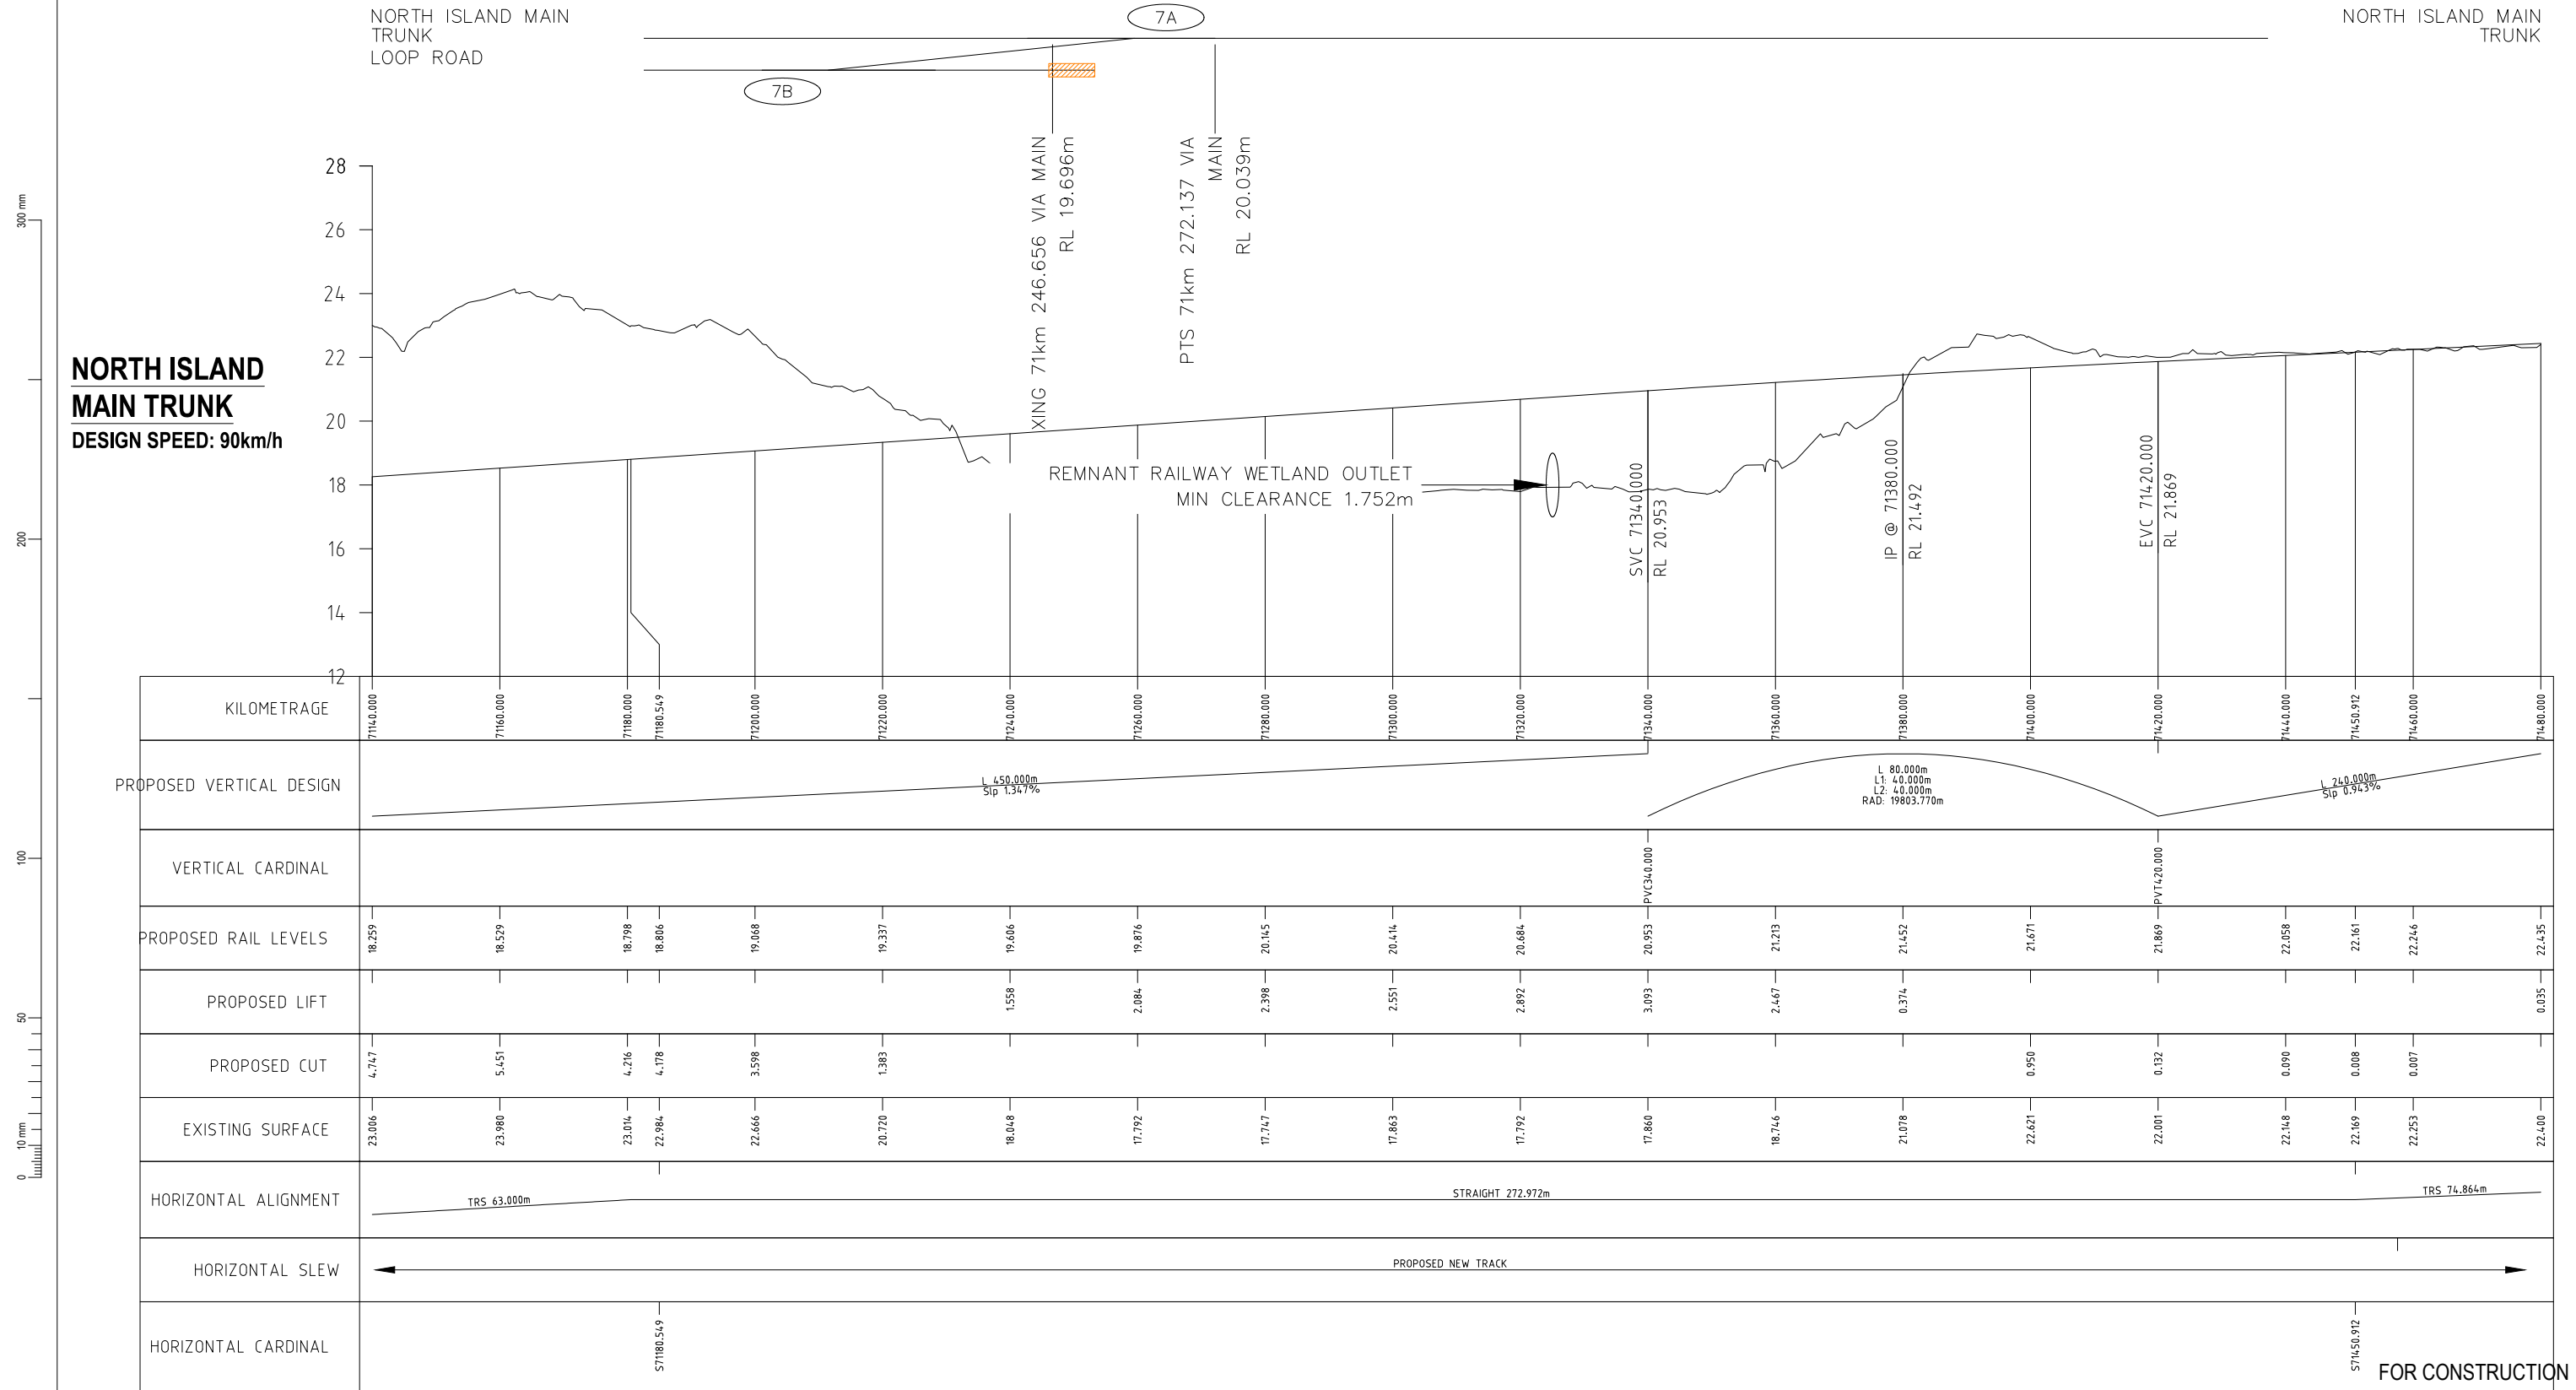 NORTH ISLAND MAIN
TRUNK
LOOP ROAD
7A
7B
NORTH ISLAND MAIN
TRUNK
XING 71km 246.656 VIA MAIN
RL 19.696m
PTS 71km 272.137 VIA
MAIN
RL 20.039m
300 mm
200
100
50
10 mm
0
NORTH ISLAND
MAIN TRUNK
DESIGN SPEED: 90km/h
28
26
24
22
20
18
16
14
12
REMNANT RAILWAY WETLAND OUTLET
MIN CLEARANCE 1.752m
SVC 71340.000
RL 20.953
IP @ 71380.000
RL 21.492
EVC 71420.000
RL 21.869
KILOMETRAGE
71140.000 71160.000 71180.000 71180.549 71200.000 71220.000 71240.000 71260.000 71280.000 71300.000 71320.000 71340.000 71360.000 71380.000 71400.000 71420.000 71440.000 71450.912 71460.000 71480.000
PROPOSED VERTICAL DESIGN
L 450.000m
Slp 1.347%
L 80.000m
L1: 40.000m
L2: 40.000m
RAD: 19803.770m
L 240.000m
Slp 0.943%
VERTICAL CARDINAL
PVC340.000 PVT420.000
PROPOSED RAIL LEVELS
18.259 18.529 18.798 18.806 19.068 19.337 19.606 19.876 20.145 20.414 20.684 20.953 21.213 21.452 21.671 21.869 22.058 22.161 22.246 22.435
PROPOSED LIFT
1.558 2.084 2.398 2.551 2.892 3.093 2.467 0.374 0.035
PROPOSED CUT
4.747 5.451 4.216 4.178 3.598 1.383 0.950 0.132 0.090 0.008 0.007
EXISTING SURFACE
23.006 23.980 23.014 22.984 22.666 20.720 18.048 17.792 17.747 17.863 17.792 17.860 18.746 21.078 22.621 22.001 22.148 22.169 22.253 22.400
HORIZONTAL ALIGNMENT
TRS 63.000m
STRAIGHT 272.972m
TRS 74.864m
HORIZONTAL SLEW
PROPOSED NEW TRACK
HORIZONTAL CARDINAL
S71180.549 S71450.912
FOR CONSTRUCTION